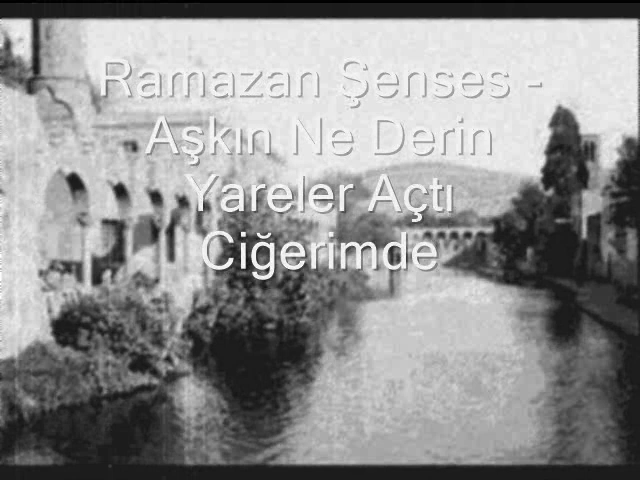 Ramazan Şenses -
Aşkın Ne Derin
Yareler Açtı
Ciğerimde